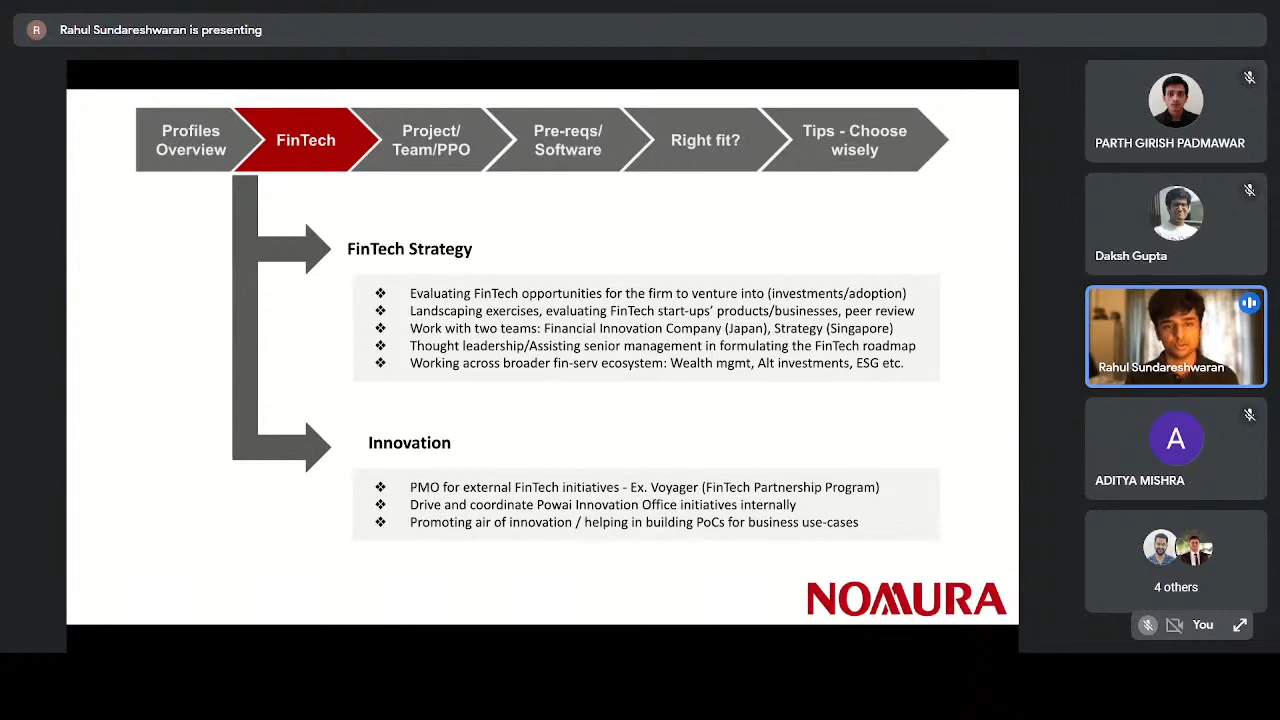 R
Rahul Sundareshwaran is presenting
Profiles
Overview
FinTech
Project/
Team/PPO
Pre-reqs/
Software
Right fit?
Tips - Choose
wisely
FinTech Strategy
❖ Evaluating FinTech opportunities for the firm to venture into (investments/adoption)
❖ Landscaping exercises, evaluating FinTech start-ups’ products/businesses, peer review
❖ Work with two teams: Financial Innovation Company (Japan), Strategy (Singapore)
❖ Thought leadership/Assisting senior management in formulating the FinTech roadmap
❖ Working across broader fin-serv ecosystem: Wealth mgmt, Alt investments, ESG etc.
Innovation
❖ PMO for external FinTech initiatives - Ex. Voyager (FinTech Partnership Program)
❖ Drive and coordinate Powai Innovation Office initiatives internally
❖ Promoting air of innovation / helping in building PoCs for business use-cases
NOMURA
PARTH GIRISH PADMAWAR
Daksh Gupta
Rahul Sundareshwaran
A
ADITYA MISHRA
4 others
You